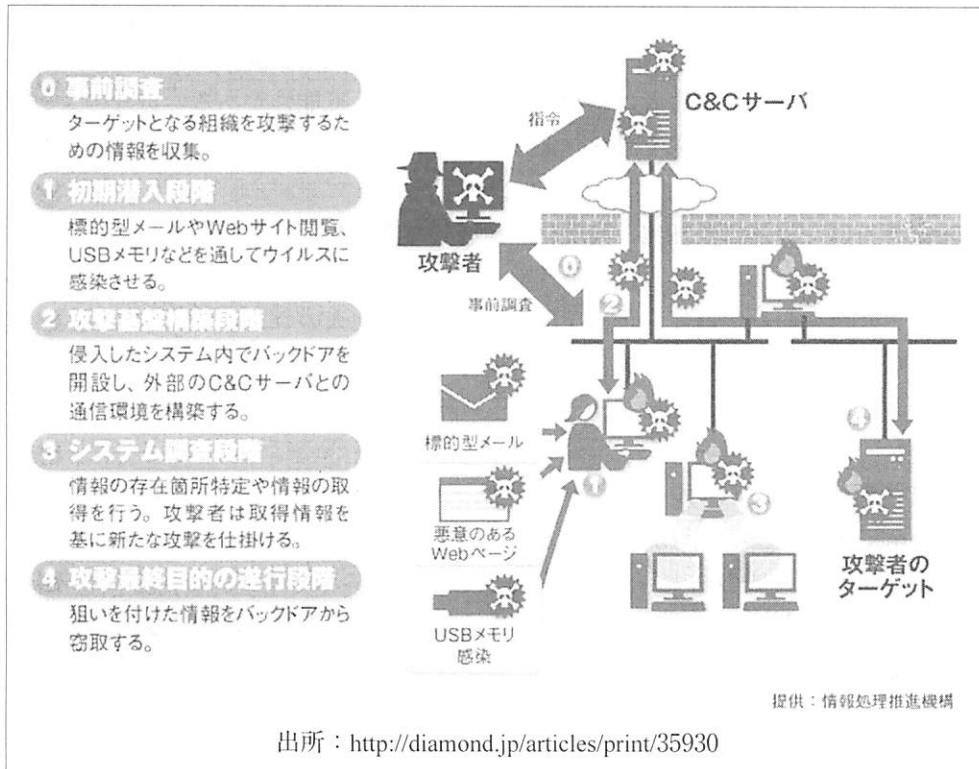 0 事前調査
ターゲットとなる組織を攻撃するた
めの情報を収集。
1 初期潜入段階
標的型メールやWebサイト閲覧、
USBメモリなどを通してウイルスに
感染させる。
2 攻撃基盤構築段階
侵入したシステム内でバックドアを
開設し、外部のC&Cサーバとの
通信環境を構築する。
3 システム調査段階
情報の存在箇所特定や情報の取
得を行う。攻撃者は取得情報を
基に新たな攻撃を仕掛ける。
4 攻撃最終目的の遂行段階
狙いを付けた情報をバックドアから
窃取する。
C&Cサーバ
指令
攻撃者
0
事前調査
2
標的型メール
1
悪意のある
Webページ
USBメモリ
感染
3
4
攻撃者の
ターゲット
提供：情報処理推進機構
出所：http://diamond.jp/articles/print/35930